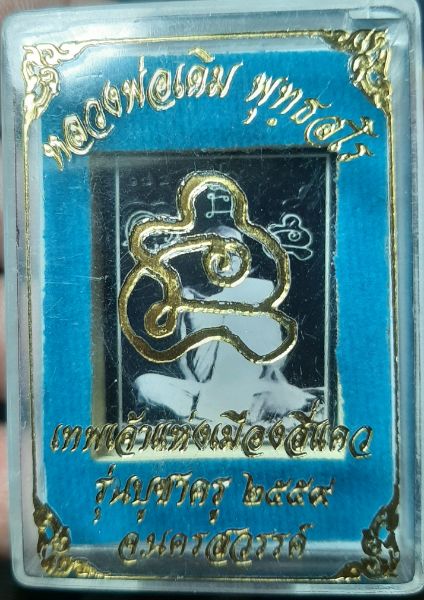 หลวงพ่อเดิม พุทฺธสโร
เทพเจ้าแห่งเมืองสี่แคว
รุ่นบูชาครู ๒๕๕๙
จ.นครสวรรค์